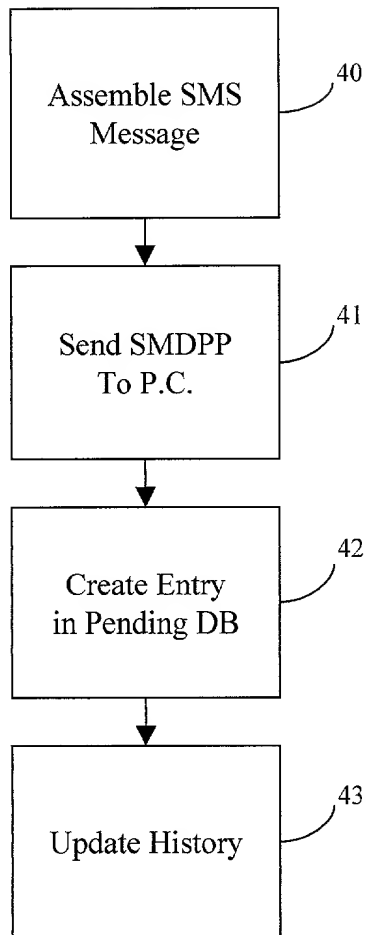 Assemble SMS
Message
40
Send SMDPP
To P.C.
41
Create Entry
in Pending DB
42
Update History
43